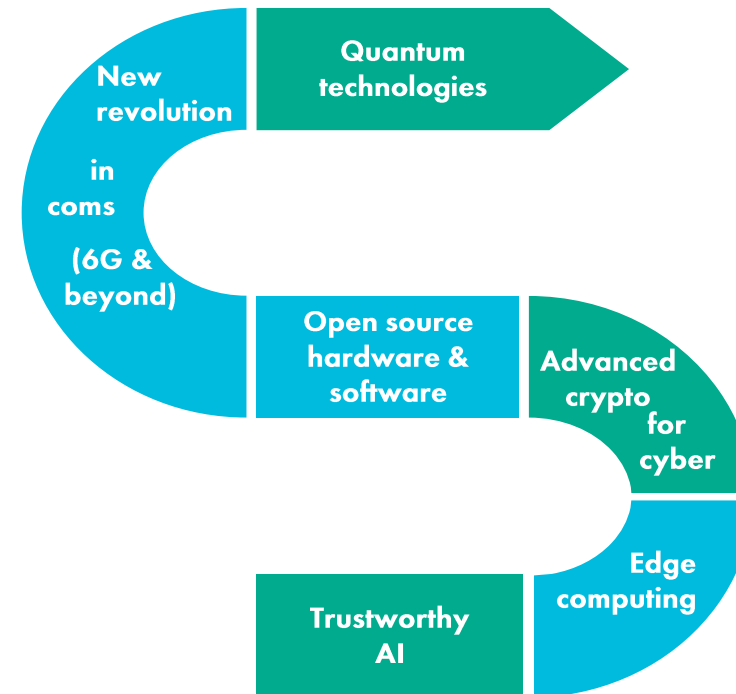 Quantum
technologies
New
revolution
in
coms
(6G &
beyond)
Open source
hardware &
software
Advanced
crypto
for
cyber
Edge
computing
Trustworthy
AI